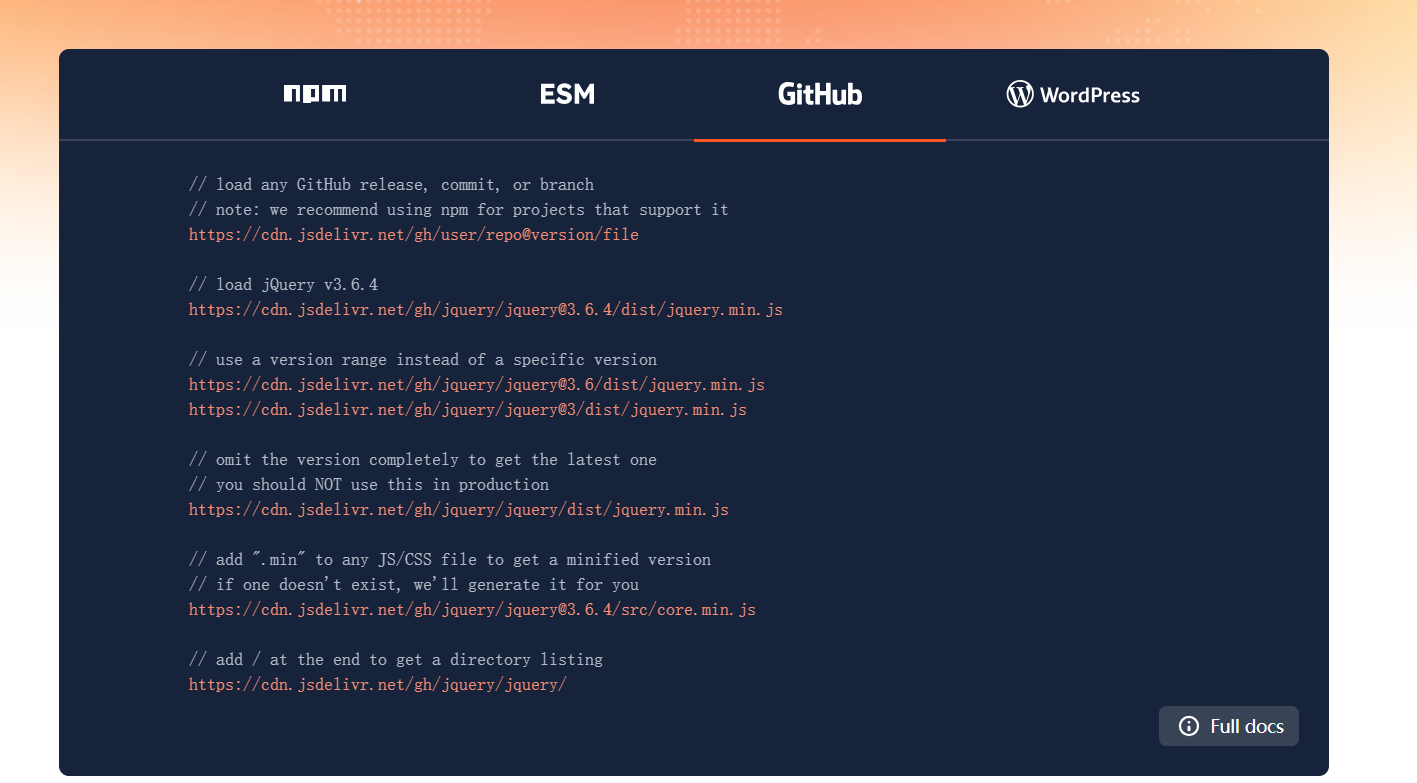 npm
ESM
GitHub
WordPress
// load any GitHub release, commit, or branch
// note: we recommend using npm for projects that support it
https://cdn.jsdelivr.net/gh/user/repo@version/file
// load jQuery v3.6.4
https://cdn.jsdelivr.net/gh/jquery/jquery@3.6.4/dist/jquery.min.js
// use a version range instead of a specific version
https://cdn.jsdelivr.net/gh/jquery/jquery@3.6/dist/jquery.min.js
https://cdn.jsdelivr.net/gh/jquery/jquery@3/dist/jquery.min.js
// omit the version completely to get the latest one
// you should NOT use this in production
https://cdn.jsdelivr.net/gh/jquery/jquery/dist/jquery.min.js
// add ".min" to any JS/CSS file to get a minified version
// if one doesn't exist, we'll generate it for you
https://cdn.jsdelivr.net/gh/jquery/jquery@3.6.4/src/core.min.js
// add / at the end to get a directory listing
https://cdn.jsdelivr.net/gh/jquery/jquery/
Full docs